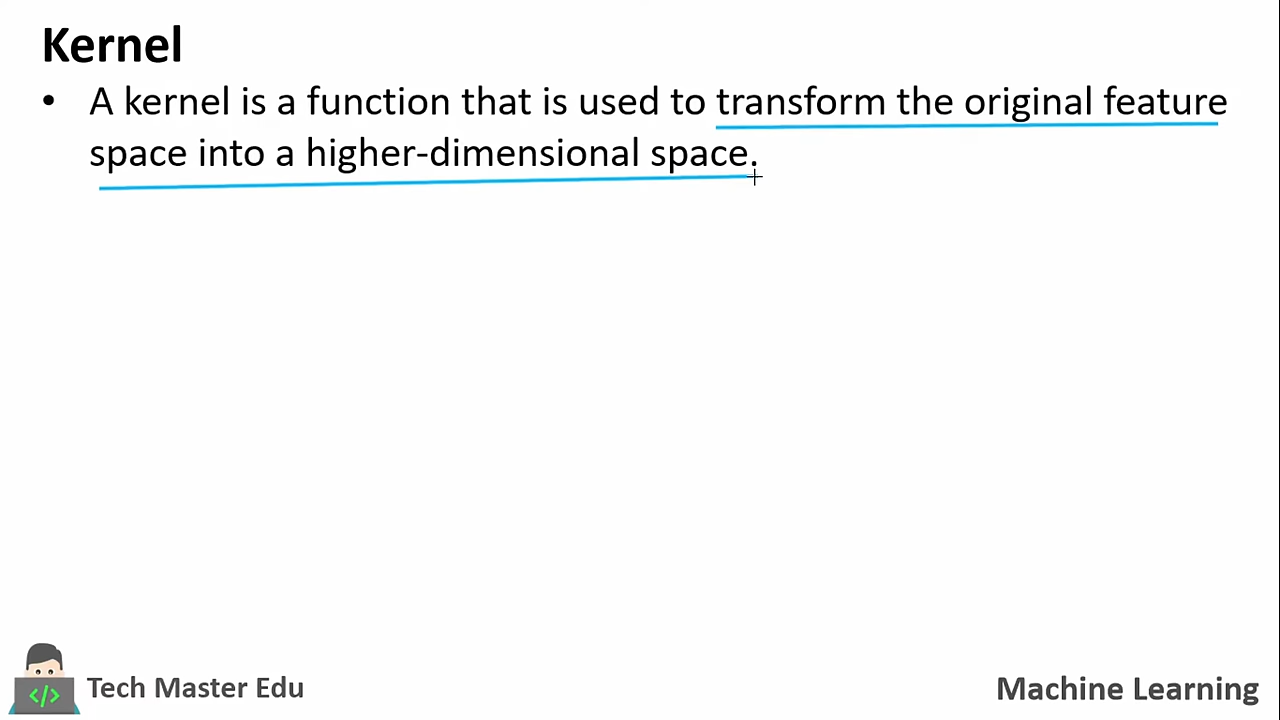 Kernel
• A kernel is a function that is used to transform the original feature
space into a higher-dimensional space.
</>
Tech Master Edu
Machine Learning